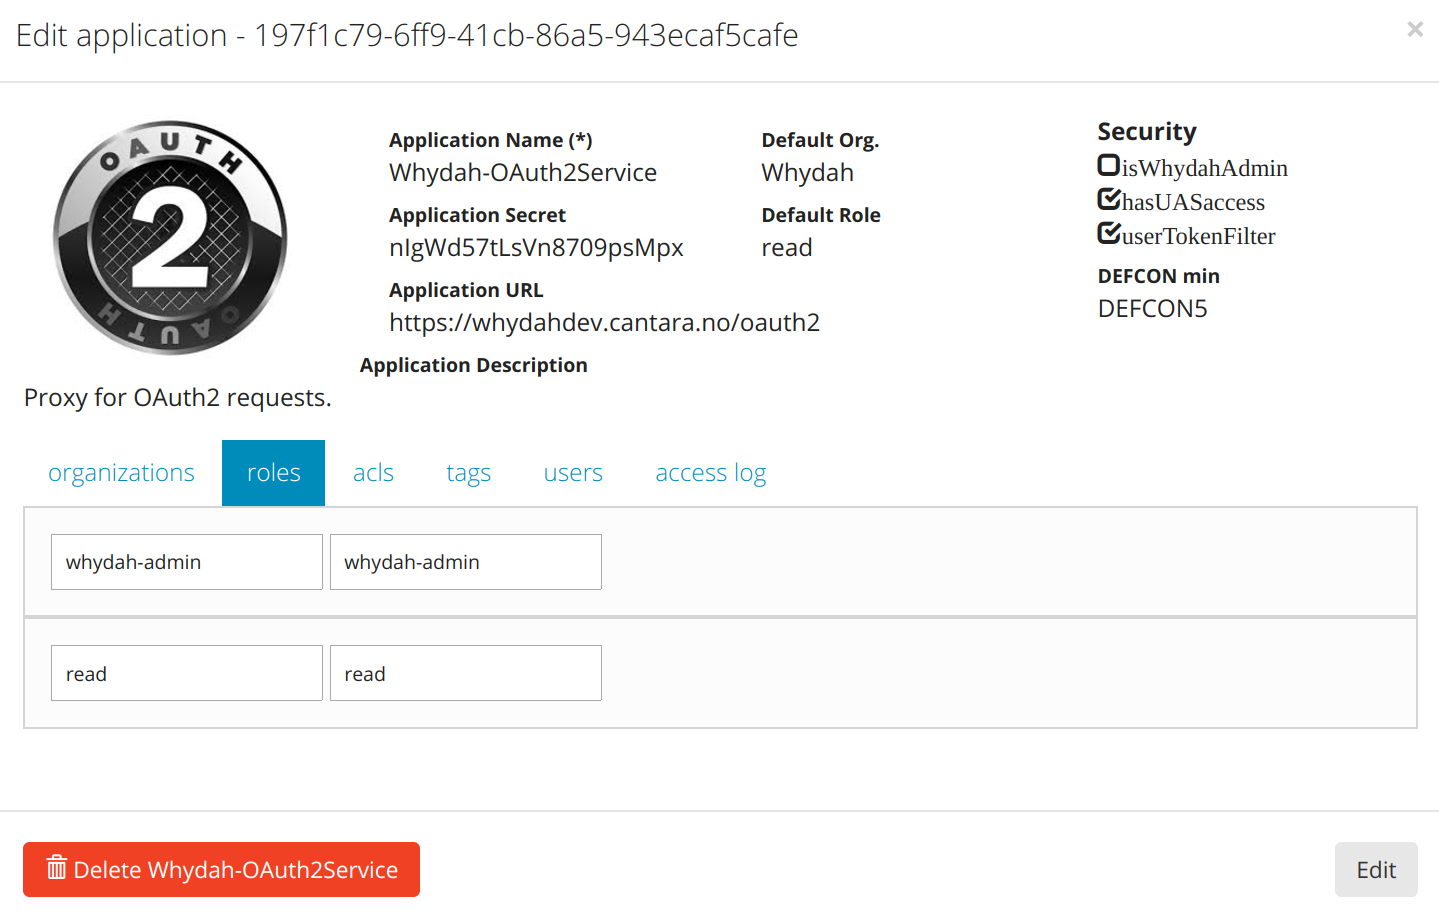 Edit application - 197f1c79-6ff9-41cb-86a5-943ecaf5cafe
×
OAUTH
2
OAUTH
Application Name (*)
Whydah-OAuth2Service
Application Secret
nIgWd57tLsVn8709psMpx
Application URL
https://whydahdev.cantara.no/oauth2
Default Org.
Whydah
Default Role
read
Security
isWhydahAdmin
hasUASaccess
userTokenFilter
DEFCON min
DEFCON5
Application Description
Proxy for OAuth2 requests.
organizations roles acls tags users access log
whydah-admin whydah-admin
read read
Delete Whydah-OAuth2Service
Edit